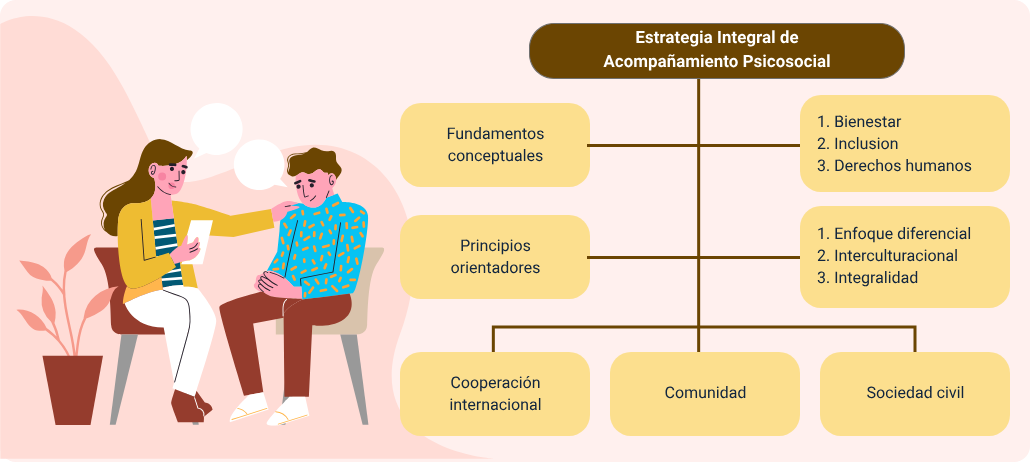 Estrategia Integral de
Acompañamiento Psicosocial
Fundamentos
conceptuales
1. Bienestar
2. Inclusion
3. Derechos humanos
Principios
orientadores
1. Enfoque diferencial
2. Interculturacional
3. Integralidad
Cooperación
internacional
Comunidad
Sociedad civil